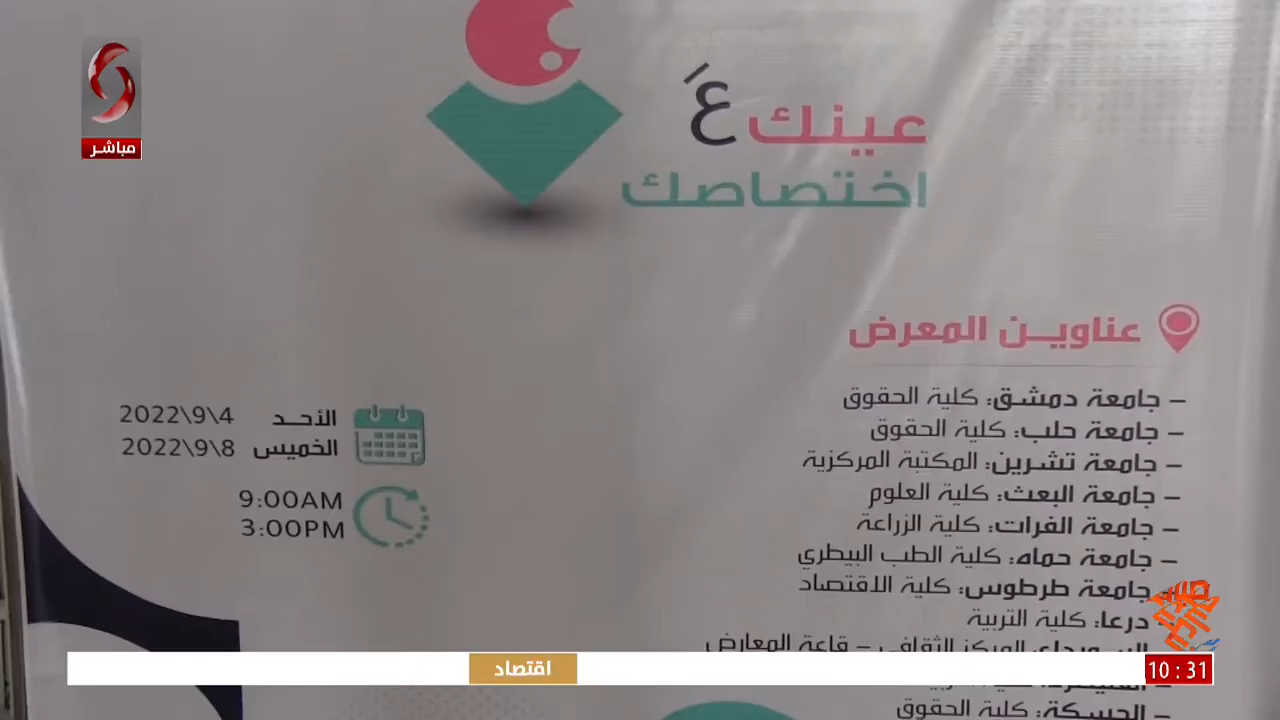 مباشر
عينك عَ
اختصاصك
عناوين المعرض
– جامعة دمشق: كلية الحقوق
– جامعة حلب: كلية الحقوق
– جامعة تشرين: المكتبة المركزية
– جامعة البعث: كلية العلوم
– جامعة الفرات: كلية الزراعة
– جامعة حماه: كلية الطب البيطري
– جامعة طرطوس: كلية الاقتصاد
– درعا: كلية التربية
المركز الثقافي – قاعة المعارض
– الحسكة: كلية الحقوق
الأحد 2022\9\4
الخميس 2022\9\8
9:00AM
3:00PM
اقتصاد
10:31